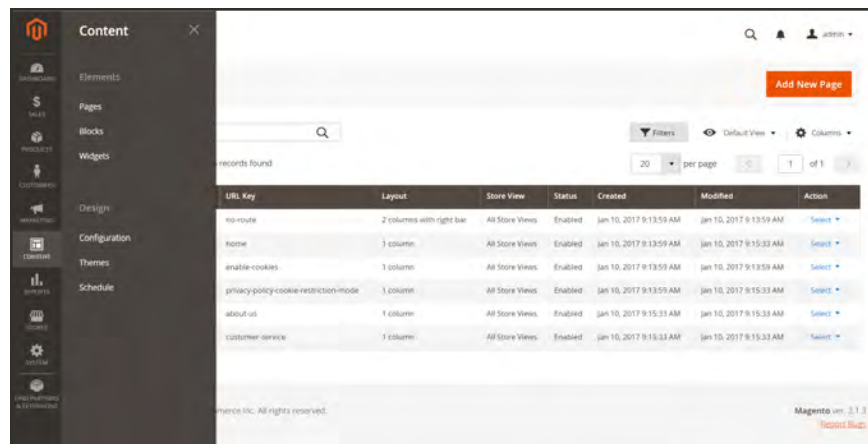 Content
Elements
Pages
Blocks
Widgets
Design
Configuration
Themes
Schedule
DASHBOARD
SALES
PRODUCTS
CUSTOMERS
MARKETING
CONTENT
REPORTS
STORES
SYSTEM
FIND PARTNERS
& EXTENSIONS
admin
Add New Page
Filters Default View Columns
records found 20 per page 1 of 1
URL Key Layout Store View Status Created Modified Action
no-route 2 columns with right bar All Store Views Enabled Jan 10, 2017 9:13:59 AM Jan 10, 2017 9:13:59 AM Select
home 1 column All Store Views Enabled Jan 10, 2017 9:13:59 AM Jan 10, 2017 9:15:33 AM Select
enable-cookies 1 column All Store Views Enabled Jan 10, 2017 9:13:59 AM Jan 10, 2017 9:13:59 AM Select
privacy-policy-cookie-restriction-mode 1 column All Store Views Enabled Jan 10, 2017 9:13:59 AM Jan 10, 2017 9:15:33 AM Select
about-us 1 column All Store Views Enabled Jan 10, 2017 9:15:33 AM Jan 10, 2017 9:15:33 AM Select
customer-service 1 column All Store Views Enabled Jan 10, 2017 9:15:33 AM Jan 10, 2017 9:15:33 AM Select
merce Inc. All rights reserved. Magento ver. 2.1.3
Report Bugs